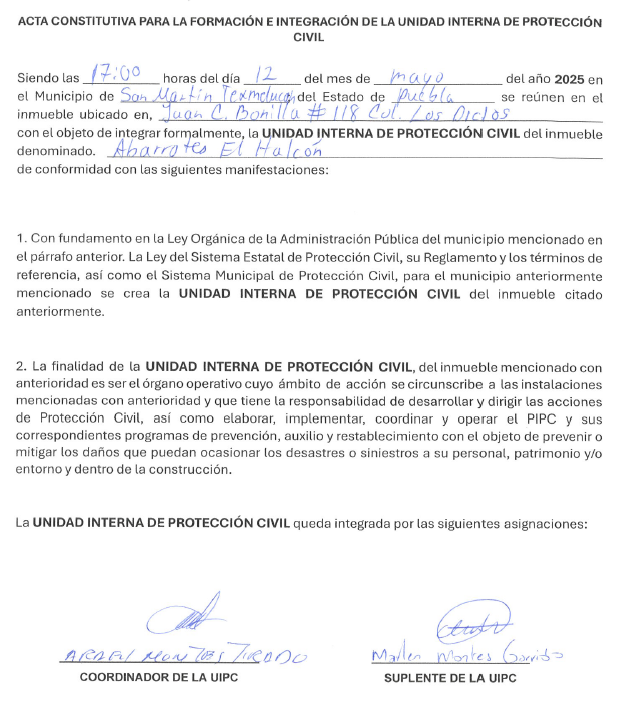 ACTA CONSTITUTIVA PARA LA FORMACIÓN E INTEGRACIÓN DE LA UNIDAD INTERNA DE PROTECCIÓN
CIVIL
Siendo las 17:00 horas del día 12 del mes de mayo del año 2025 en
el Municipio de San Martín Texmelucan del Estado de Puebla se reúnen en el
inmueble ubicado en, Juan C. Bonilla # 118 Col. Los Dicios
con el objeto de integrar formalmente, la UNIDAD INTERNA DE PROTECCIÓN CIVIL del inmueble
denominado. Abarrotes El Halcón
de conformidad con las siguientes manifestaciones:
1. Con fundamento en la Ley Orgánica de la Administración Pública del municipio mencionado en
el párrafo anterior. La Ley del Sistema Estatal de Protección Civil, su Reglamento y los términos de
referencia, así como el Sistema Municipal de Protección Civil, para el municipio anteriormente
mencionado se crea la UNIDAD INTERNA DE PROTECCIÓN CIVIL del inmueble citado
anteriormente.
2. La finalidad de la UNIDAD INTERNA DE PROTECCIÓN CIVIL, del inmueble mencionado con
anterioridad es ser el órgano operativo cuyo ámbito de acción se circunscribe a las instalaciones
mencionadas con anterioridad y que tiene la responsabilidad de desarrollar y dirigir las acciones
de Protección Civil, así como elaborar, implementar, coordinar y operar el PIPC y sus
correspondientes programas de prevención, auxilio y restablecimiento con el objeto de prevenir o
mitigar los daños que puedan ocasionar los desastres o siniestros a su personal, patrimonio y/o
entorno y dentro de la construcción.
La UNIDAD INTERNA DE PROTECCIÓN CIVIL queda integrada por las siguientes asignaciones:
MONTES TIRADO
COORDINADOR DE LA UIPC
Marlen Montes Garrido
SUPLENTE DE LA UIPC